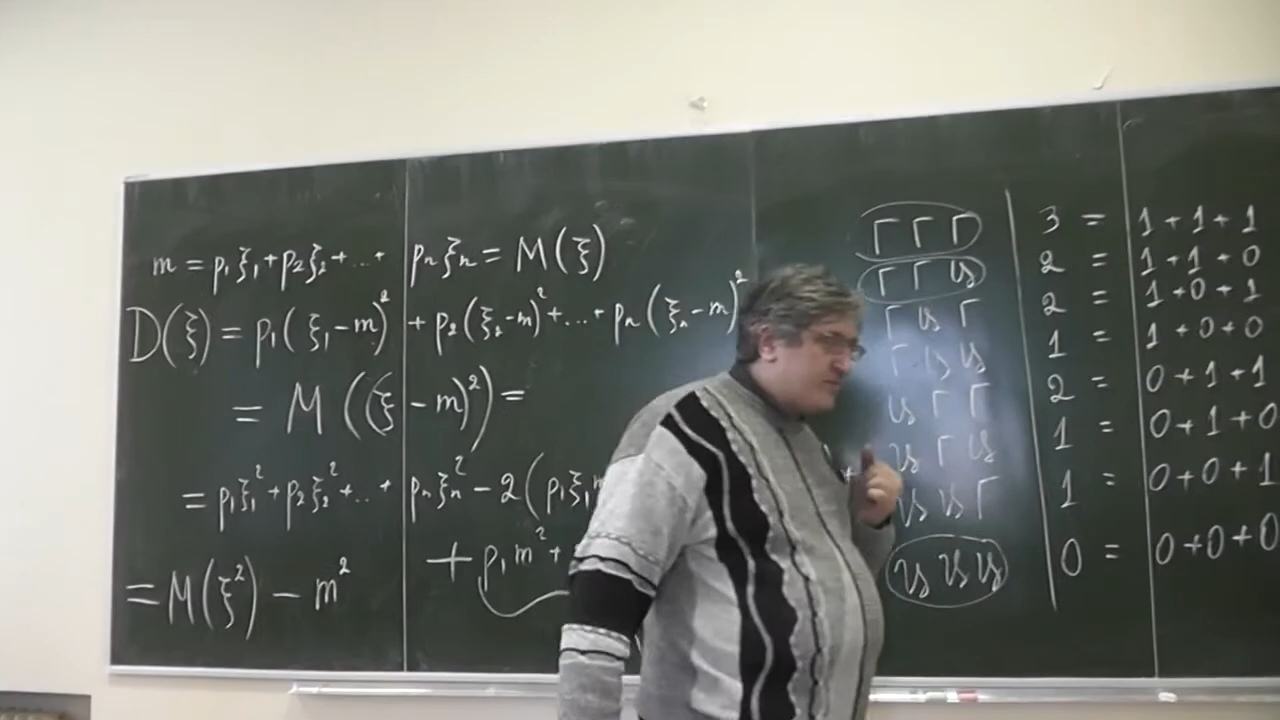 m = p₁ξ₁ + p₂ξ₂ + ... + pₙξₙ = M(ξ)
D(ξ) = p₁(ξ₁ - m)² + p₂(ξ₂ - m)² + ... + pₙ(ξₙ - m)²
= M((ξ - m)²) =
= p₁ξ₁² + p₂ξ₂² + ... + pₙξₙ² - 2(p₁ξ₁m
+ p₁m² +
= M(ξ²) - m²
Г Г Г 3 = 1 + 1 + 1
Г Г Ц 2 = 1 + 1 + 0
Г Ц Г 2 = 1 + 0 + 1
Г Ц Ц 1 = 1 + 0 + 0
Ц Г Г 2 = 0 + 1 + 1
Ц Г Ц 1 = 0 + 1 + 0
Ц Ц Г 1 = 0 + 0 + 1
Ц Ц Ц 0 = 0 + 0 + 0